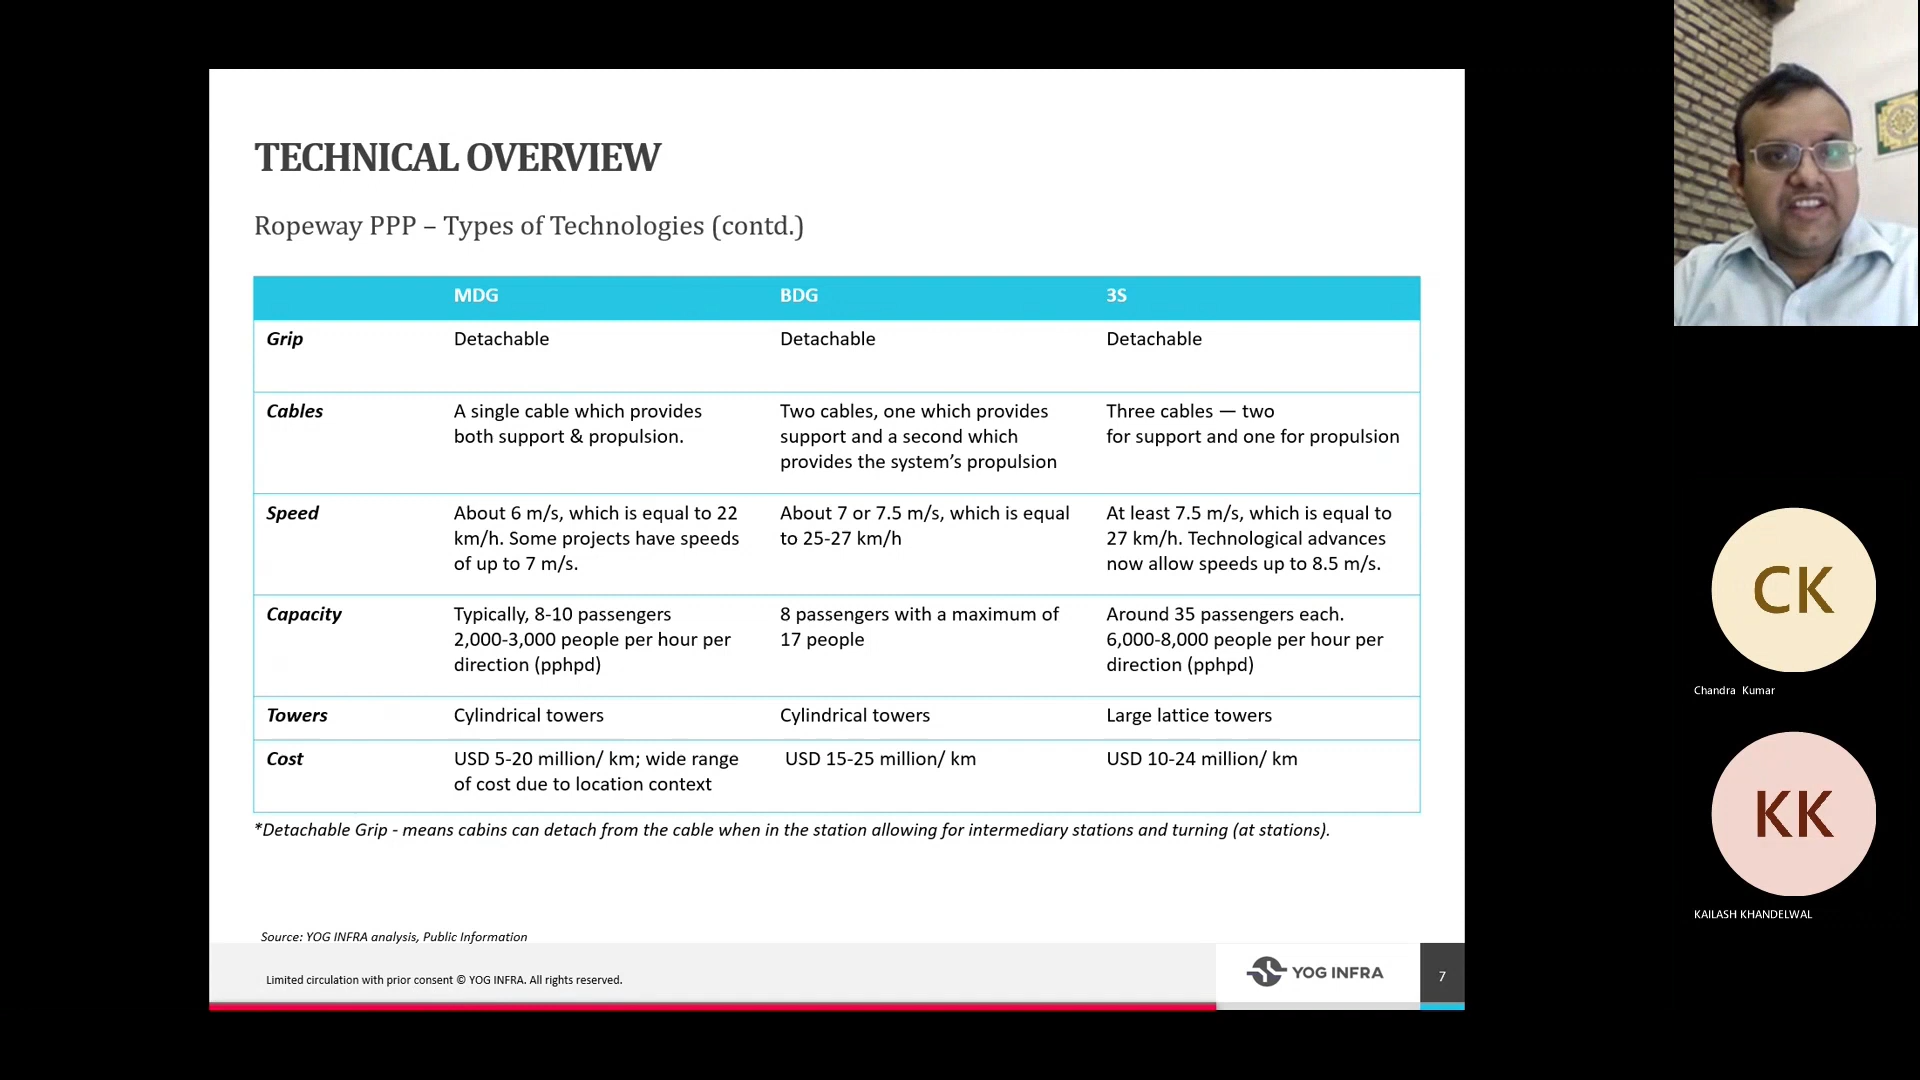 TECHNICAL OVERVIEW
Ropeway PPP – Types of Technologies (contd.)
MDG BDG 3S
Grip Detachable Detachable Detachable
Cables A single cable which provides Two cables, one which provides Three cables — two
both support & propulsion. support and a second which for support and one for propulsion
provides the system’s propulsion
Speed About 6 m/s, which is equal to 22 About 7 or 7.5 m/s, which is equal At least 7.5 m/s, which is equal to
km/h. Some projects have speeds to 25-27 km/h 27 km/h. Technological advances
of up to 7 m/s. now allow speeds up to 8.5 m/s.
Capacity Typically, 8-10 passengers 8 passengers with a maximum of Around 35 passengers each.
2,000-3,000 people per hour per 17 people 6,000-8,000 people per hour per
direction (pphpd) direction (pphpd)
Towers Cylindrical towers Cylindrical towers Large lattice towers
Cost USD 5-20 million/ km; wide range USD 15-25 million/ km USD 10-24 million/ km
of cost due to location context
*Detachable Grip - means cabins can detach from the cable when in the station allowing for intermediary stations and turning (at stations).
Source: YOG INFRA analysis, Public Information
Limited circulation with prior consent © YOG INFRA. All rights reserved.
YOG INFRA
7
CK
Chandra Kumar
KK
KAILASH KHANDELWAL